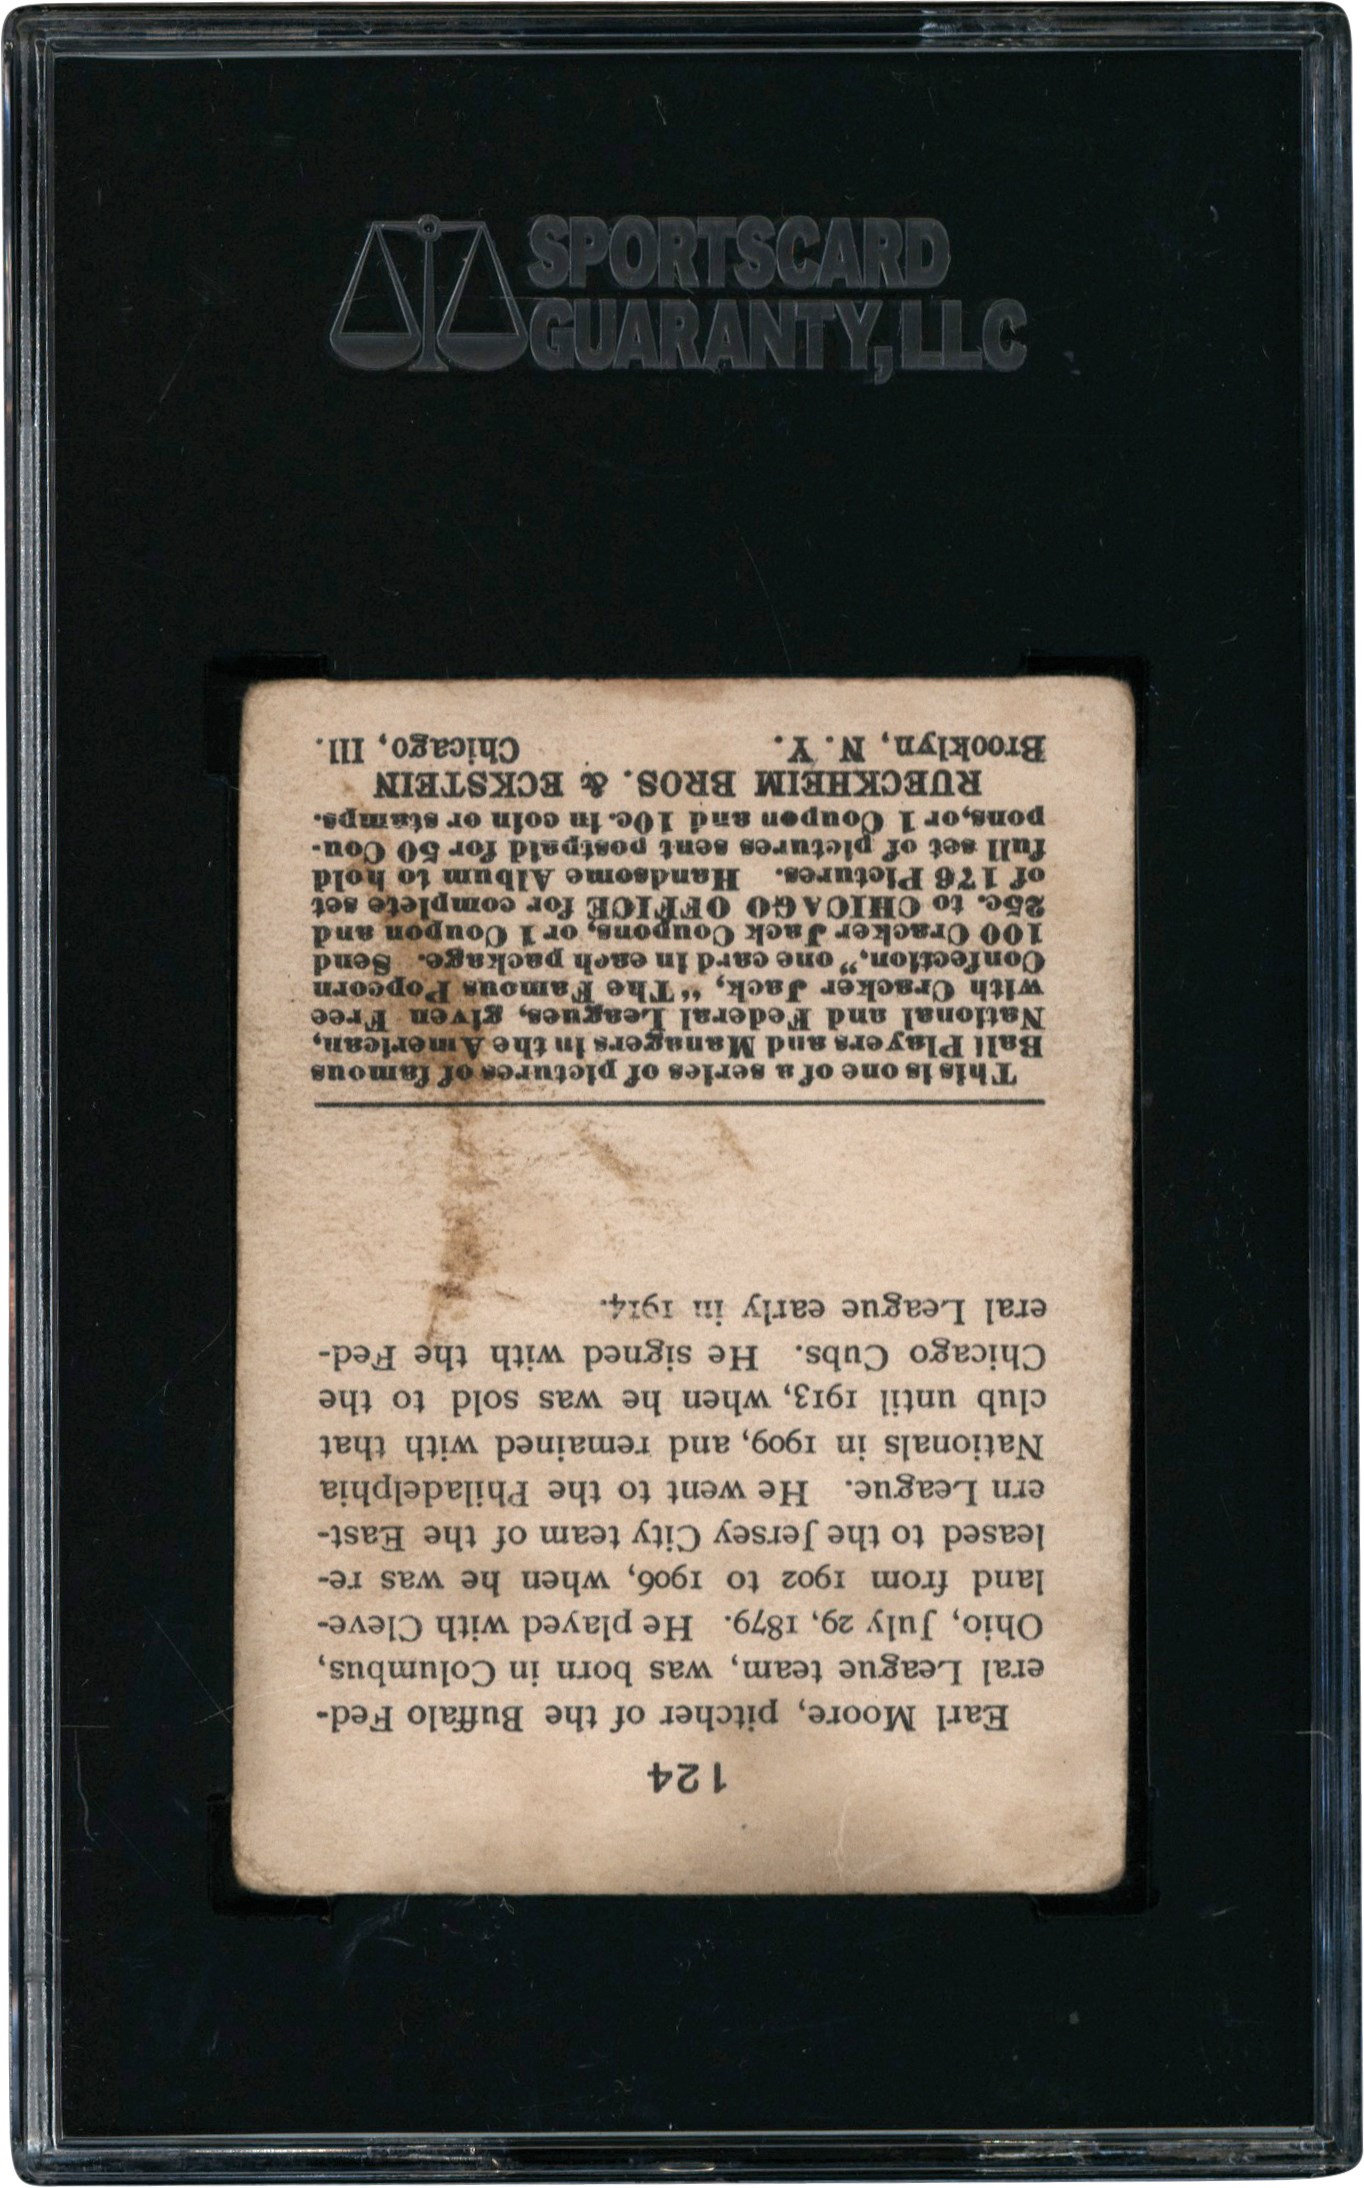 SPORTSCARD
GUARANTY, LLC
124
Earl Moore, pitcher of the Buffalo Fed-
eral League team, was born in Columbus,
Ohio, July 29, 1879. He played with Cleve-
land from 1902 to 1906, when he was re-
leased to the Jersey City team of the East-
ern League. He went to the Philadelphia
Nationals in 1909, and remained with that
club until 1913, when he was sold to the
Chicago Cubs. He signed with the Fed-
eral League early in 1914.
This is one of a series of pictures of famous
Ball Players and Managers in the American,
National and Federal Leagues, given Free
with Cracker Jack, "The Famous Popcorn
Confection," one card in each package. Send
100 Cracker Jack Coupons, or 1 Coupon and
25c. to CHICAGO OFFICE for complete set
of 176 Pictures. Handsome Album to hold
full set of pictures sent postpaid for 50 Cou-
pons, or 1 Coupon and 10c. in coin or stamps.
RUECKHEIM BROS. & ECKSTEIN
Brooklyn, N. Y. Chicago, Ill.